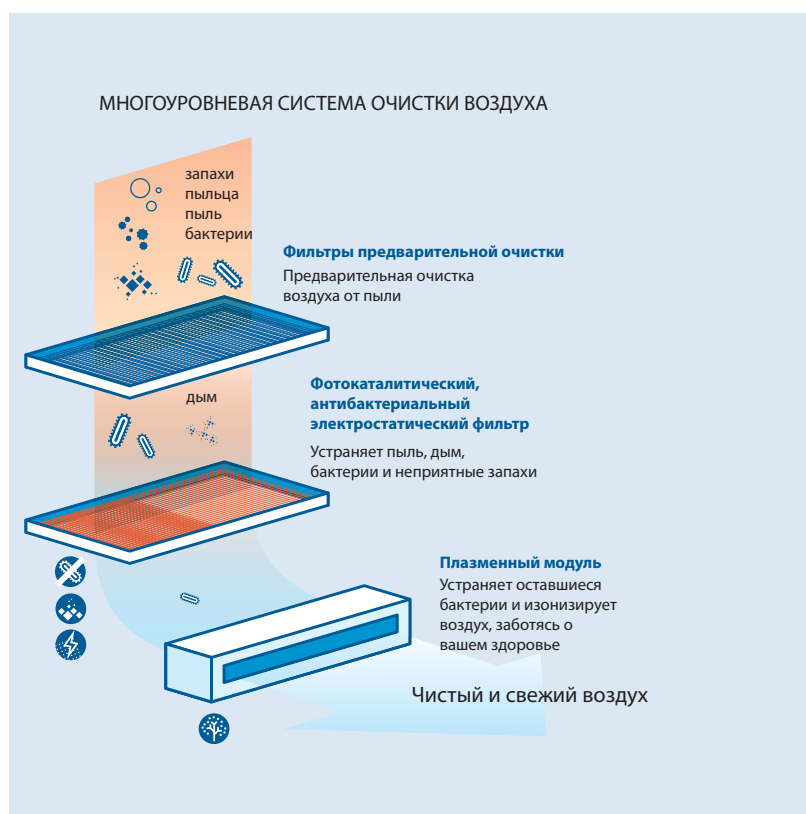 МНОГОУРОВНЕВАЯ СИСТЕМА ОЧИСТКИ ВОЗДУХА
запахи
пыльца
пыль
бактерии
Фильтры предварительной очистки
Предварительная очистка
воздуха от пыли
дым
Фотокаталитический,
антибактериальный
электростатический фильтр
Устраняет пыль, дым,
бактерии и неприятные запахи
Плазменный модуль
Устраняет оставшиеся
бактерии и изонизирует
воздух, заботясь о
вашем здоровье
Чистый и свежий воздух